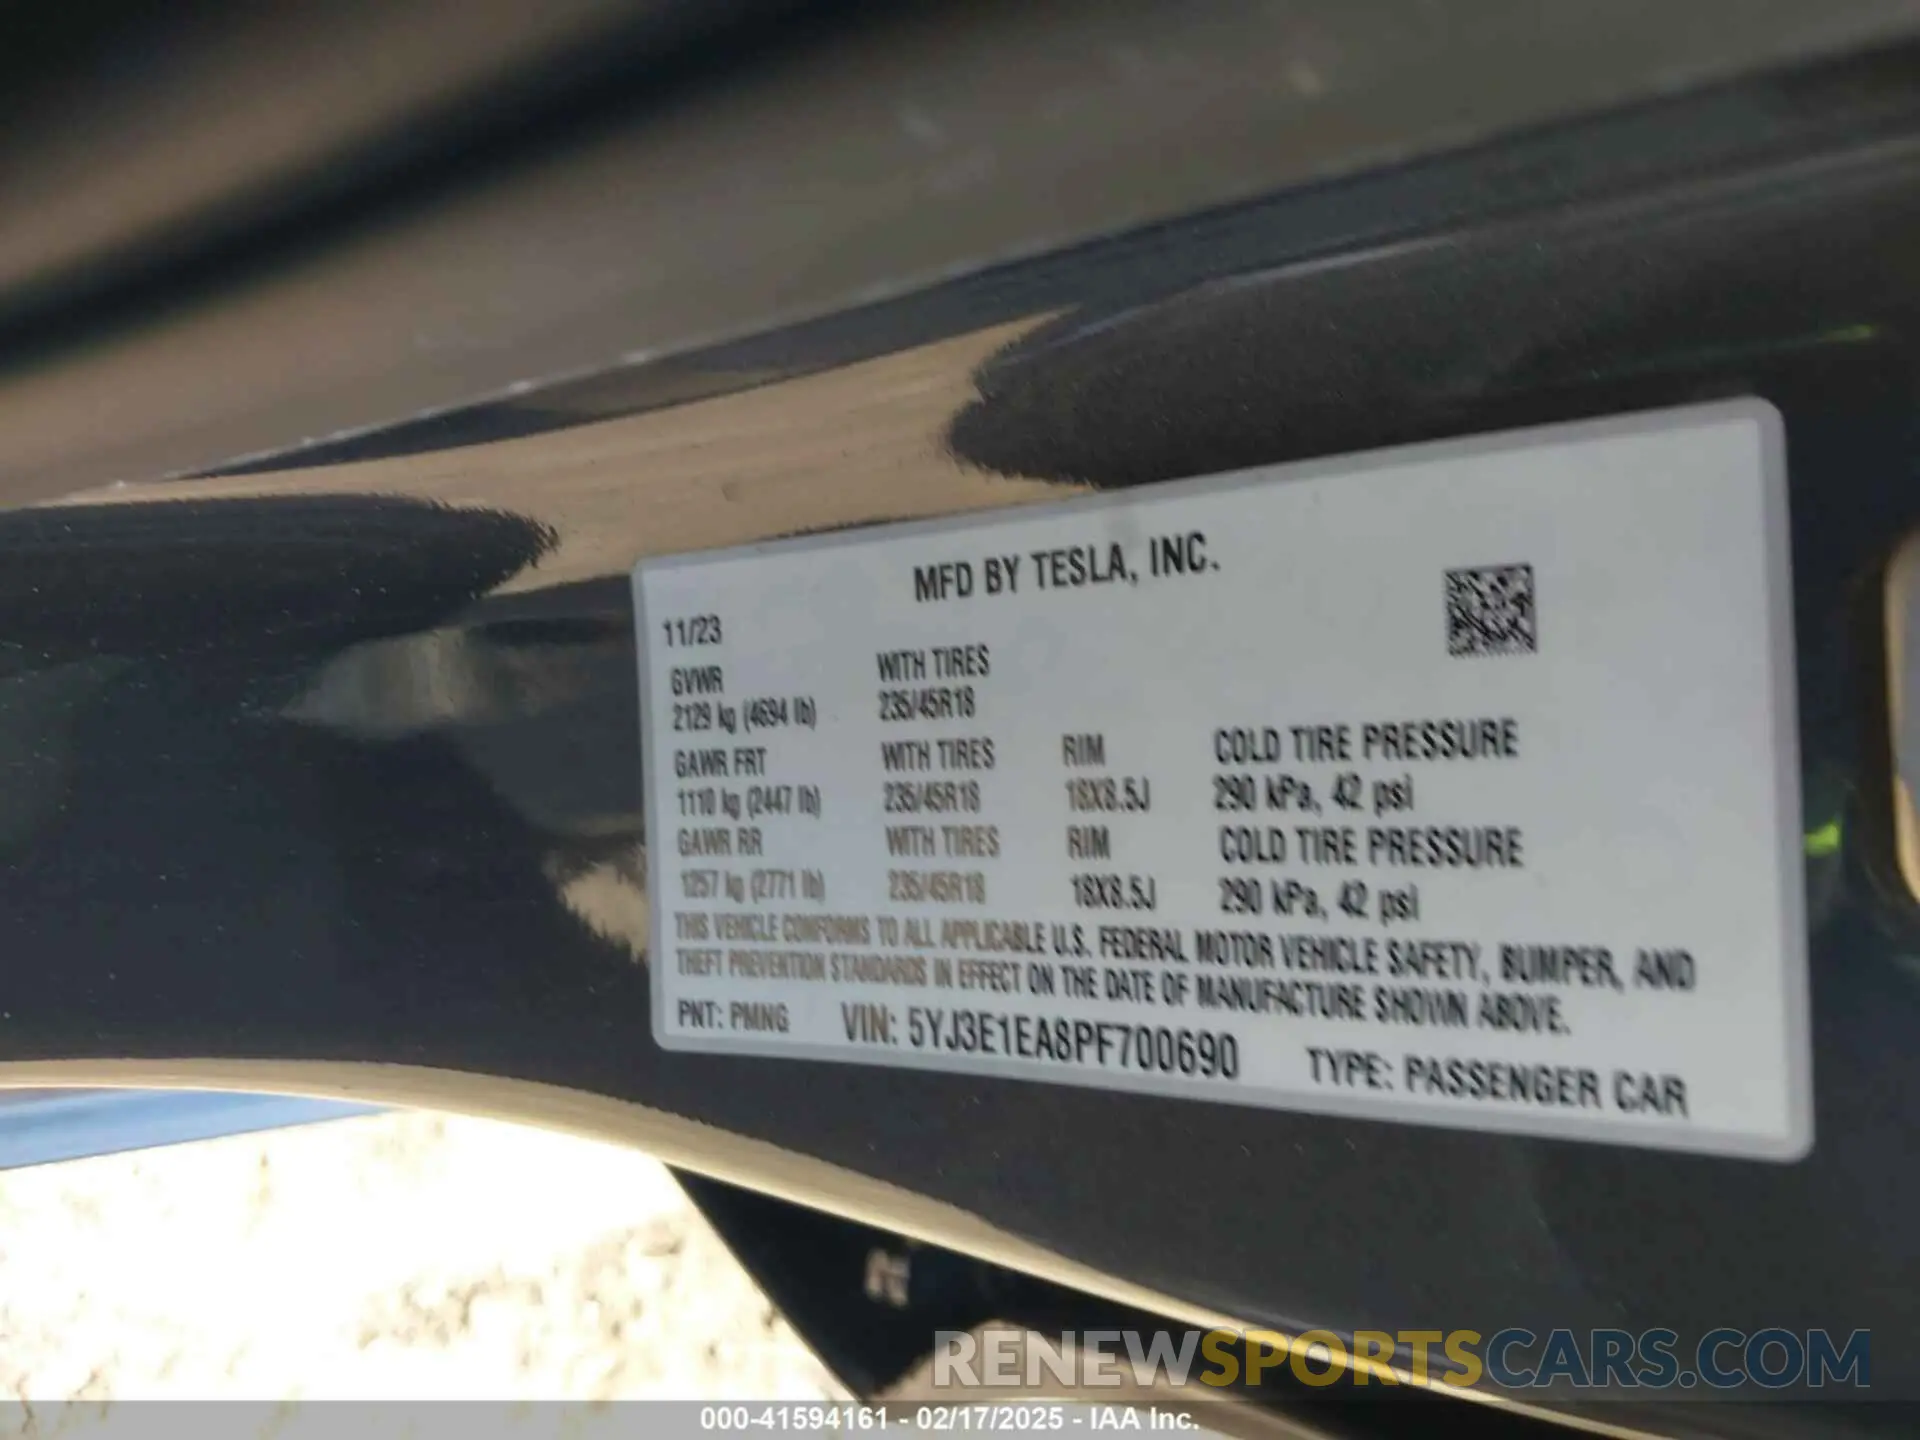 MFD BY TESLA, INC.
11/23
GVWR WITH TIRES
2129 kg (4694 lb) 235/45R18
GAWR FRT WITH TIRES RIM COLD TIRE PRESSURE
1110 kg (2447 lb) 235/45R18 18X8.5J 290 kPa, 42 psi
GAWR RR WITH TIRES RIM COLD TIRE PRESSURE
1257 kg (2771 lb) 235/45R18 18X8.5J 290 kPa, 42 psi
THIS VEHICLE CONFORMS TO ALL APPLICABLE U.S. FEDERAL MOTOR VEHICLE SAFETY, BUMPER, AND
THEFT PREVENTION STANDARDS IN EFFECT ON THE DATE OF MANUFACTURE SHOWN ABOVE.
PNT: PMNG VIN: 5YJ3E1EA8PF700690 TYPE: PASSENGER CAR
RENEWSPORTSCARS.COM
000-41594161 - 02/17/2025 - IAA Inc.